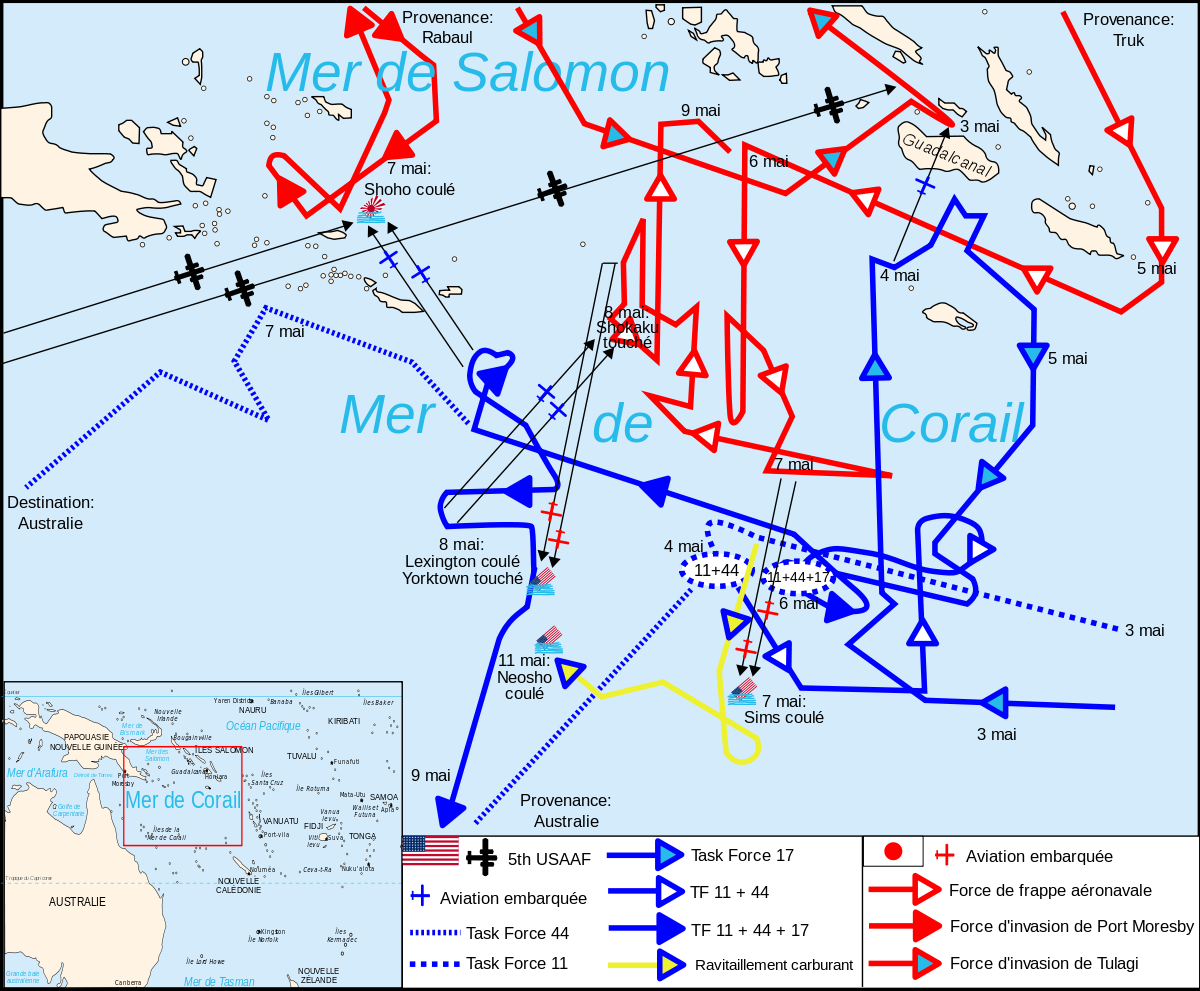 Provenance:
Rabaul
Provenance:
Truk
Mer de Salomon
9 mai
3 mai
Guadalcanal
6 mai
7 mai:
Shoho coulé
5 mai
4 mai
8 mai:
Shokaku
touché
7 mai
5 mai
Mer de Corail
7 mai
Destination:
Australie
8 mai:
Lexington coulé
Yorktown touché
4 mai
11+44
11+44+17
6 mai
3 mai
11 mai:
Neosho
coulé
7 mai:
Sims coulé
3 mai
9 mai
Provenance:
Australie
Îles Gilbert
Yaren District
Banaba
Îles Baker
NAURU
Nouvelle
Irlande
Océan Pacifique
KIRIBATI
Mer de
Bismark
Bougainville
PAPOUASIE
NOUVELLE GUINÉE
ÎLES SALOMON
Mer des
Salomon
TUVALU
Funafuti
Mer d'Arafura
Détroit de Torres
Port
Moresby
Guadalcanal
Honiara
Îles
Santa Cruz
Île Rotuma
Mer de Corail
Mata-Utu
SAMOA
Wallis et
Futuna
Apia
Golfe de
Carpentarie
VANUATU
Vanua
levu
FIDJI
Îles de la
Mer de Corail
Port-vila
Viti
levu
Suva
TONGA
Nouméa
Ceva-i-Ra
Nuku'alofa
Tropique du Capricorne
NOUVELLE
CALÉDONIE
AUSTRALIE
Kingston
Île Norfolk
Îles
Kermadec
Île Lord Howe
Grande baie
australienne
Canberra
Mer de Tasman
NOUVELLE
ZÉLANDE
5th USAAF
Aviation embarquée
Task Force 44
Task Force 11
Task Force 17
TF 11 + 44
TF 11 + 44 + 17
Ravitaillement carburant
Aviation embarquée
Force de frappe aéronavale
Force d'invasion de Port Moresby
Force d'invasion de Tulagi